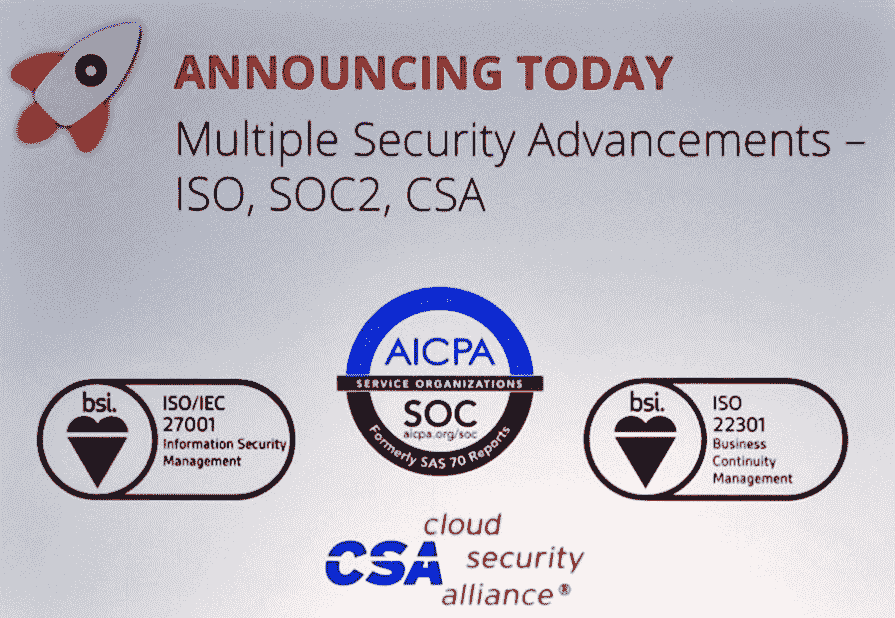 ANNOUNCING TODAY
Multiple Security Advancements –
ISO, SOC2, CSA
AICPA
SERVICE ORGANIZATIONS
SOC
aicpa.org/soc
Formerly SAS 70 Reports
bsi.
ISO/IEC
27001
Information Security
Management
bsi.
ISO
22301
Business
Continuity
Management
CSA
cloud
security
alliance®